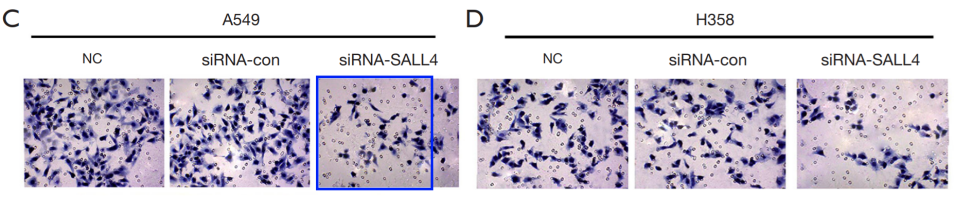 C
A549
NC siRNA-con siRNA-SALL4
D
H358
NC siRNA-con siRNA-SALL4